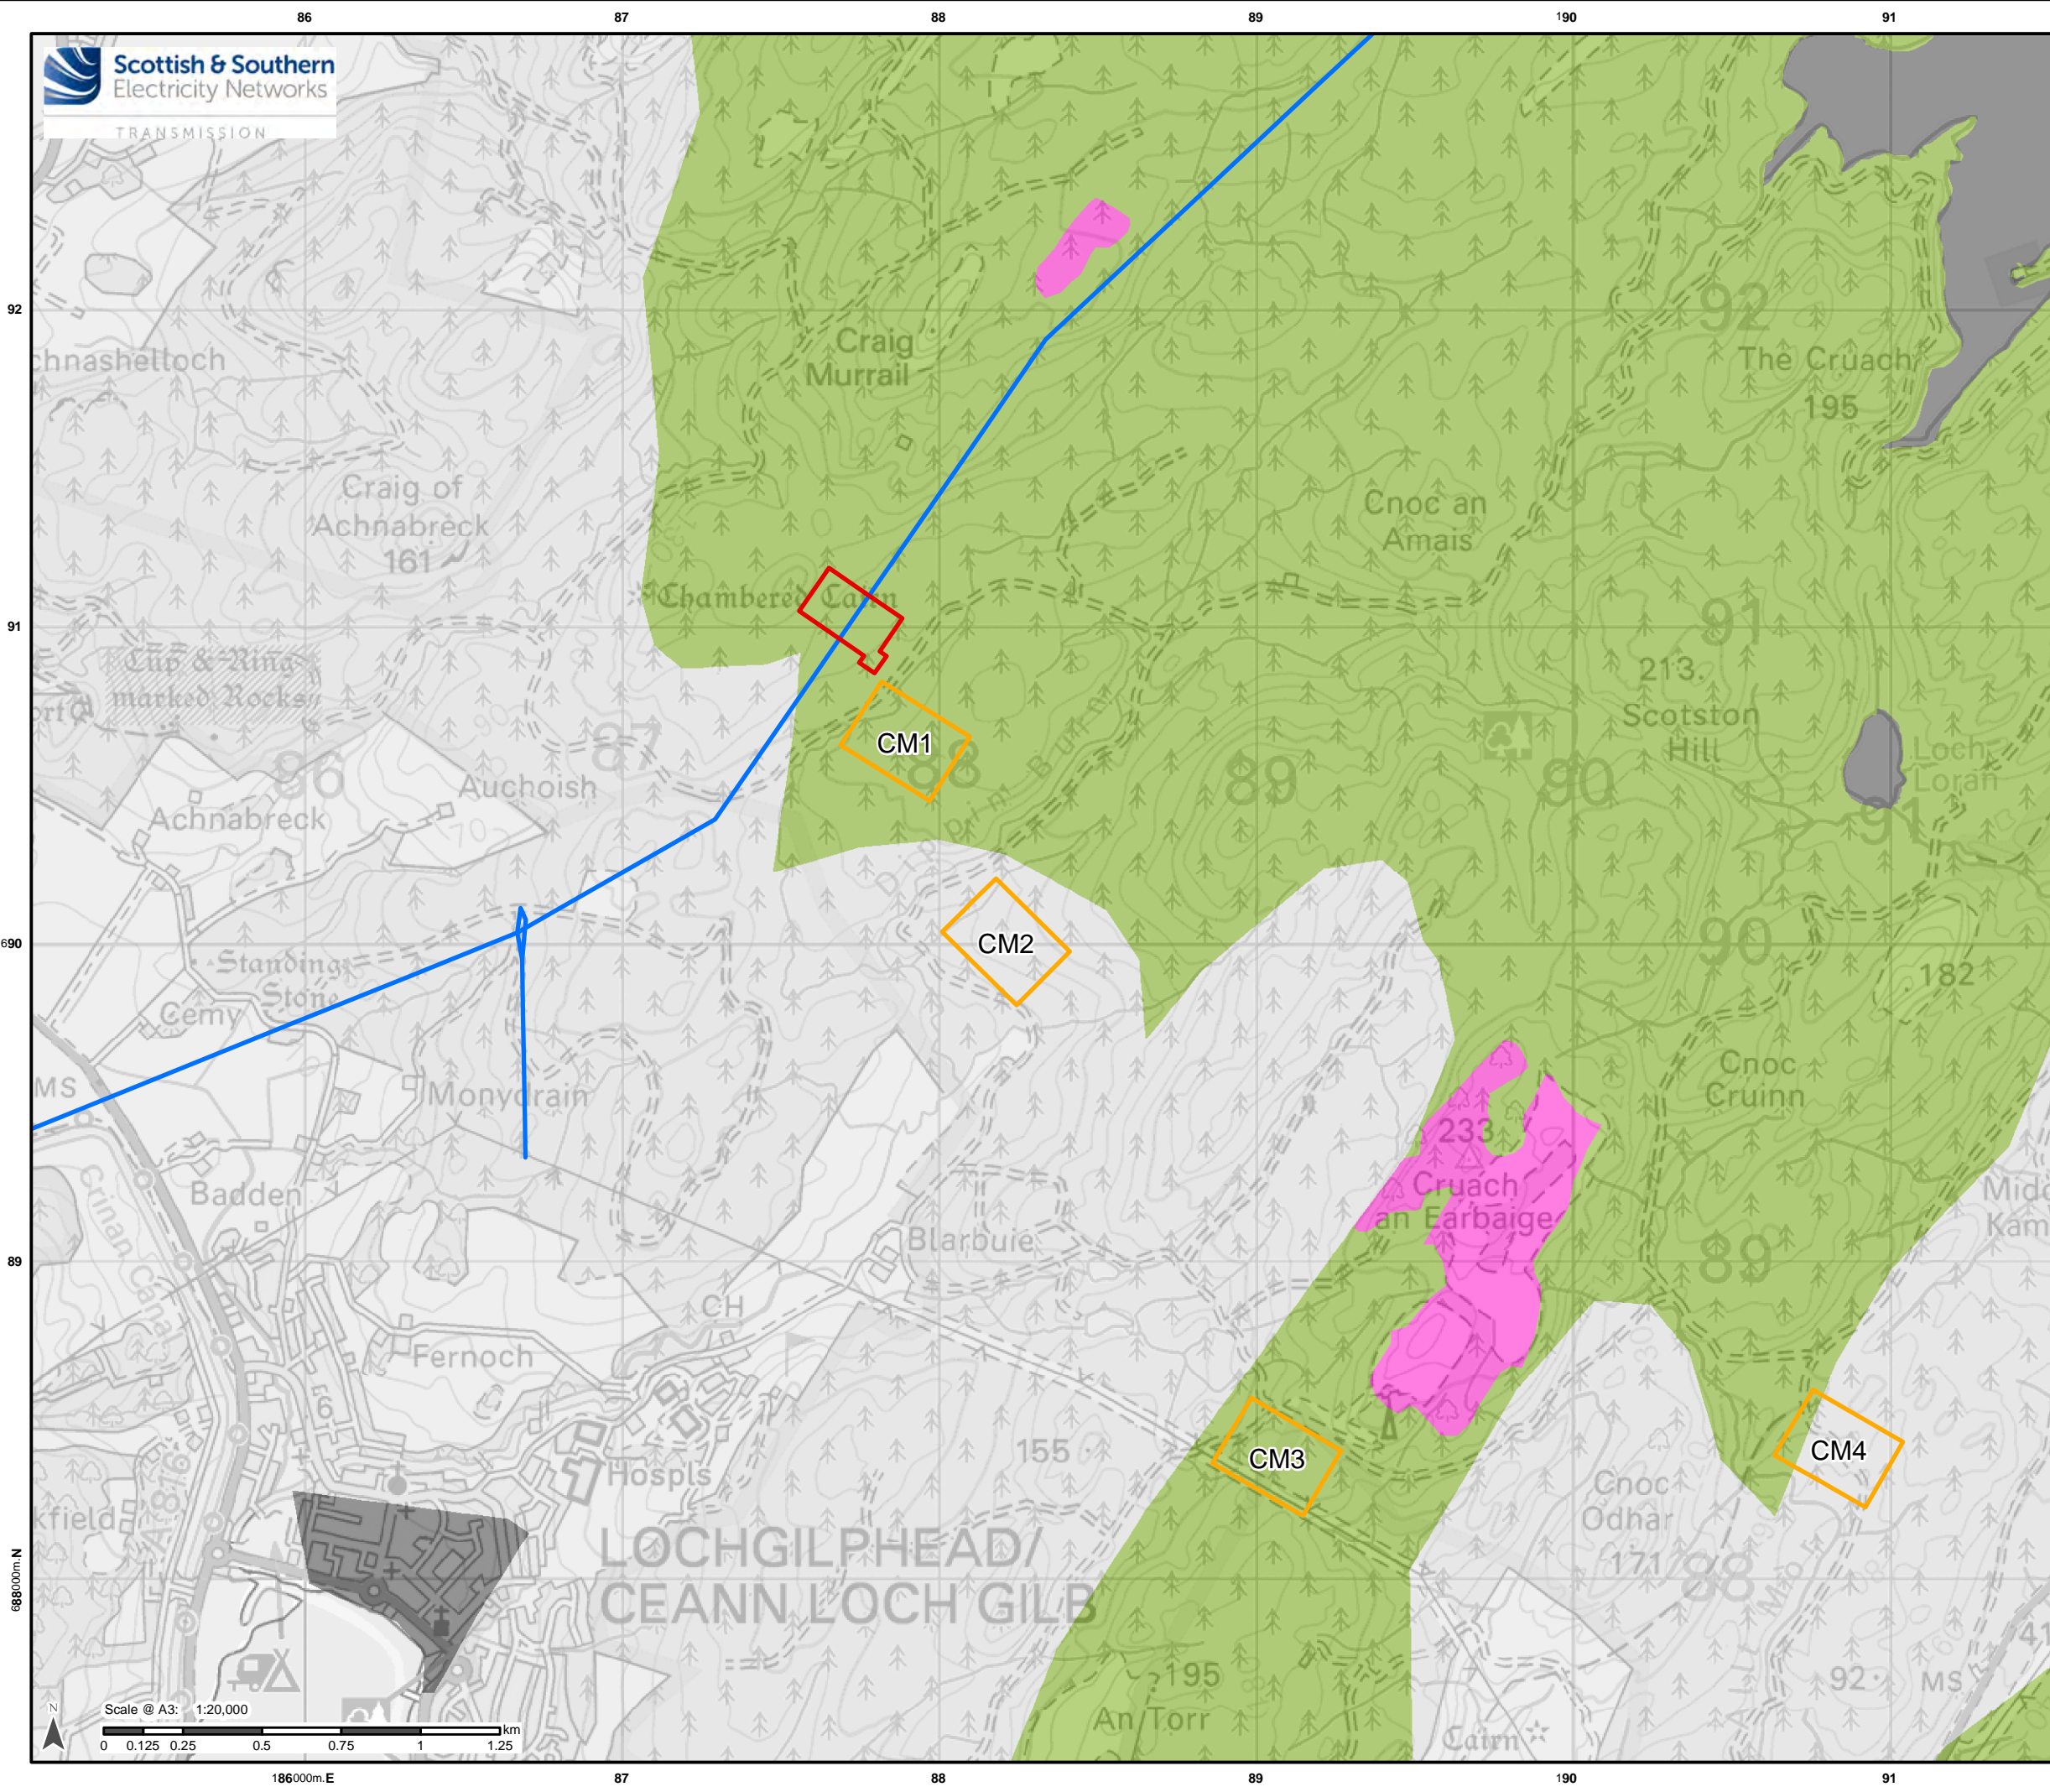 86 87 88 89 190 91
Scottish & Southern
Electricity Networks
TRANSMISSION
92
92
Craig
Murrail
The Cruach
195
chnashelloch
Craig of
Achnabreck
161
Cnoc an
Amais
Chambered Cairn
91
91
Cup & Ring
marked Rocks
ort
213
Scotston
Hill
87
CM1
88
Loch
Loran
86
Auchoish
89
90
91
Achnabreck
Burn
690
CM2
90
Standing
Stone
182
Cemy
Cnoc
Cruinn
MS
Monydrain
233
Cruach
an Earbaige
Crinan Canal
Badden
Blarbuie
89
89
CH
Fernoch
6
CM3
CM4
155
Hospls
Cnoc
Odhar
171
kfield
A816
LOCHGILPHEAD/
CEANN LOCH GILB
88
688000m.N
195
An Torr
92
MS
41
Cairn
N
Scale @ A3: 1:20,000
km
0 0.125 0.25 0.5 0.75 1 1.25
186000m.E 87 88 89 190 91